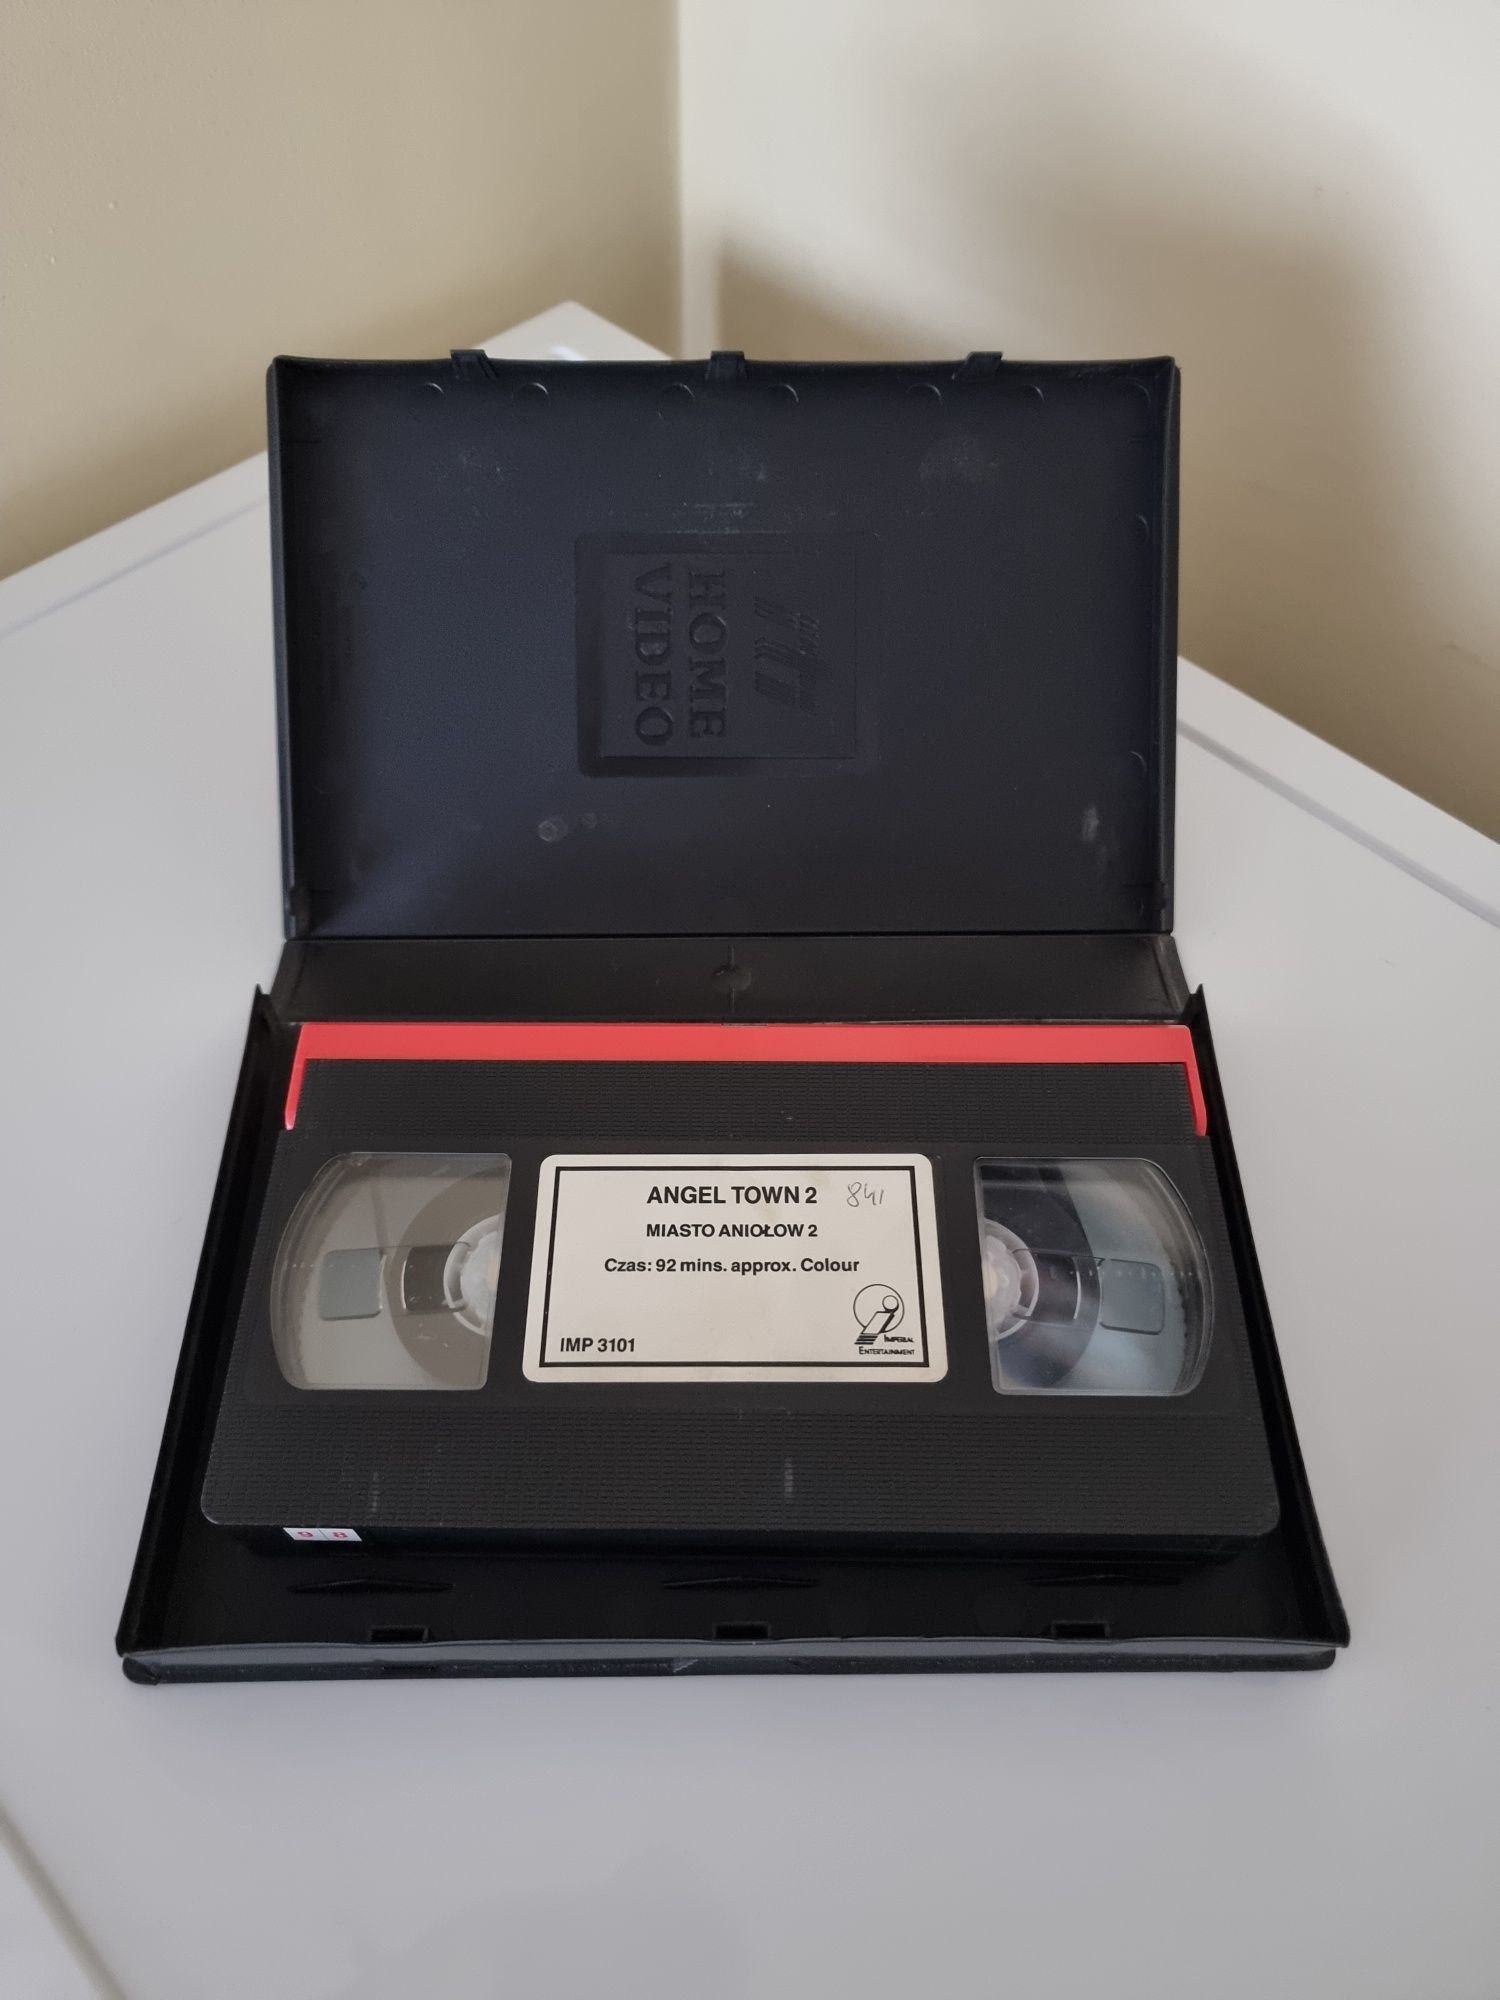 HOME
VIDEO
ANGEL TOWN 2 841
MIASTO ANIOŁOW 2
Czas: 92 mins. approx. Colour
IMP 3101
IMPERIAL
ENTERTAINMENT
9 8